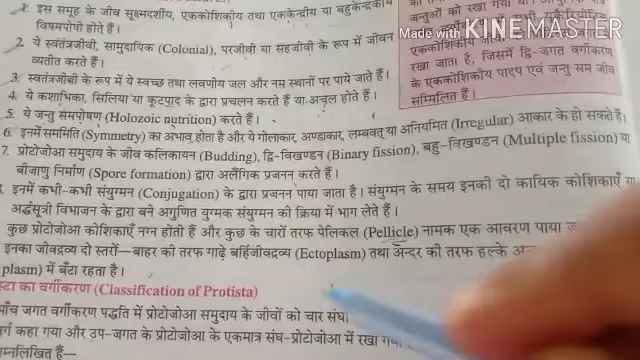 1. इस समूह के जीव सूक्ष्मदर्शीय, एककोशिकीय तथा एककेन्द्रीय या बहुकेन्द्रकीय
विषमपोषी होते हैं।
2. ये स्वतंत्रजीवी, सामुदायिक (Colonial), परजीवी या सहजीवी के रूप में जीवन
व्यतीत करते हैं।
3. स्वतंत्रजीवी के रूप में ये स्वच्छ तथा लवणीय जल और नम स्थानों पर पाये जाते हैं।
4. ये कशाभिका, सिलिया या कूटपाद के द्वारा प्रचलन करते हैं या अचल होते हैं।
5. ये जन्तु समपोषण (Holozoic nutrition) करते हैं।
6. इनमें सममिति (Symmetry) का अभाव होता है और ये गोलाकार, अण्डाकार, लम्बवत् या अनियमित (Irregular) आकार के हो सकते हैं।
7. प्रोटोजोआ समुदाय के जीव कलिकायन (Budding), द्वि-विखण्डन (Binary fission), बहु-विखण्डन (Multiple fission) या
बीजाणु निर्माण (Spore formation) द्वारा अलैंगिक प्रजनन करते हैं।
इनमें कभी-कभी संयुग्मन (Conjugation) के द्वारा प्रजनन पाया जाता है। संयुग्मन के समय इनकी दो कायिक कोशिकाएँ या
अर्द्धसूत्री विभाजन के द्वारा बने अगुणित युग्मक संयुग्मन की क्रिया में भाग लेते हैं।
कुछ प्रोटोजोआ कोशिकाएँ नग्न होती हैं और कुछ के चारों तरफ पेलिकल (Pellicle) नामक एक आवरण पाया
इनका जीवद्रव्य दो स्तरों- बाहर की तरफ गाढ़े बर्हिजीवद्रव्य (Ectoplasm) तथा अन्दर की तरफ हल्के
plasm) में बँटा रहता है।
स्टा का वर्गीकरण (Classification of Protista)
पाँच जगत वर्गीकरण पद्धति में प्रोटोजोआ समुदाय के जीवों को चार
वर्ग कहा गया और उप-जगत के प्रोटोजोआ के एकमात्र संघ-प्रोटोजोआ में रखा
म्नलिखित हैं—
जन्तुओं को रखा गया था।
Made with KINEMASTER
एककोशिकीय
रखा जाता है, जिसमें द्वि-जगत वर्गीकरण
के एककोशिकीय पादप एवं जन्तु सम जीव
सम्मिलित हैं।